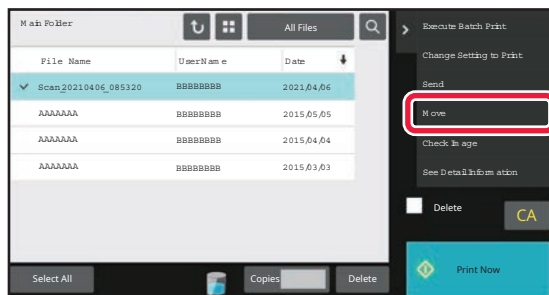 Main Folder
All Files
File Name UserName Date
Scan_20210406_085320 BBBBBBBB 2021/04/06
AAAAAAA BBBBBBBB 2015/05/05
AAAAAAA BBBBBBBB 2015/04/04
AAAAAAA BBBBBBBB 2015/03/03
Select All
Copies
Delete
Execute Batch Print
Change Setting to Print
Send
Move
Check Image
See Detail Information
Delete
CA
Print Now